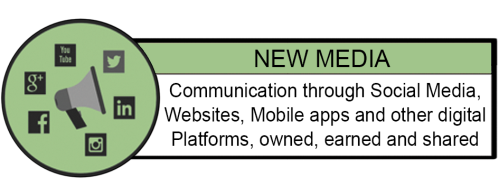 You
Tube
g+
f
in
NEW MEDIA
Communication through Social Media,
Websites, Mobile apps and other digital
Platforms, owned, earned and shared